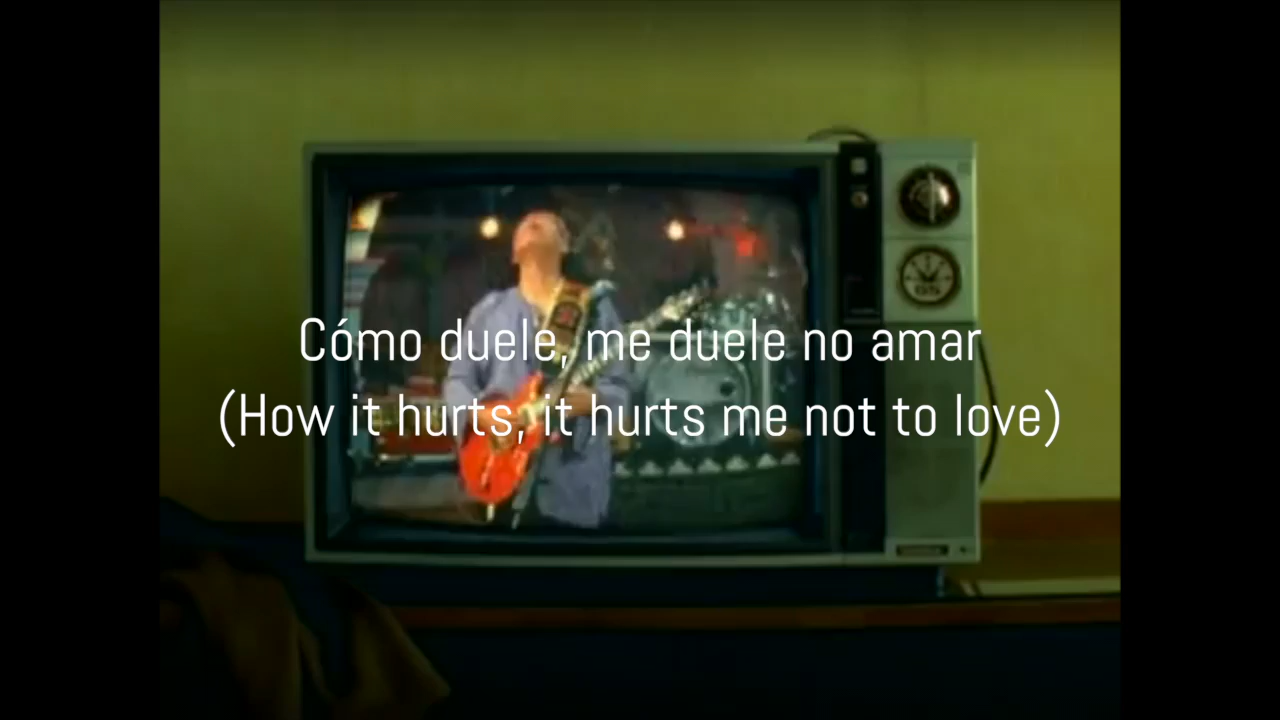 Cómo duele, me duele no amar
(How it hurts, it hurts me not to love)